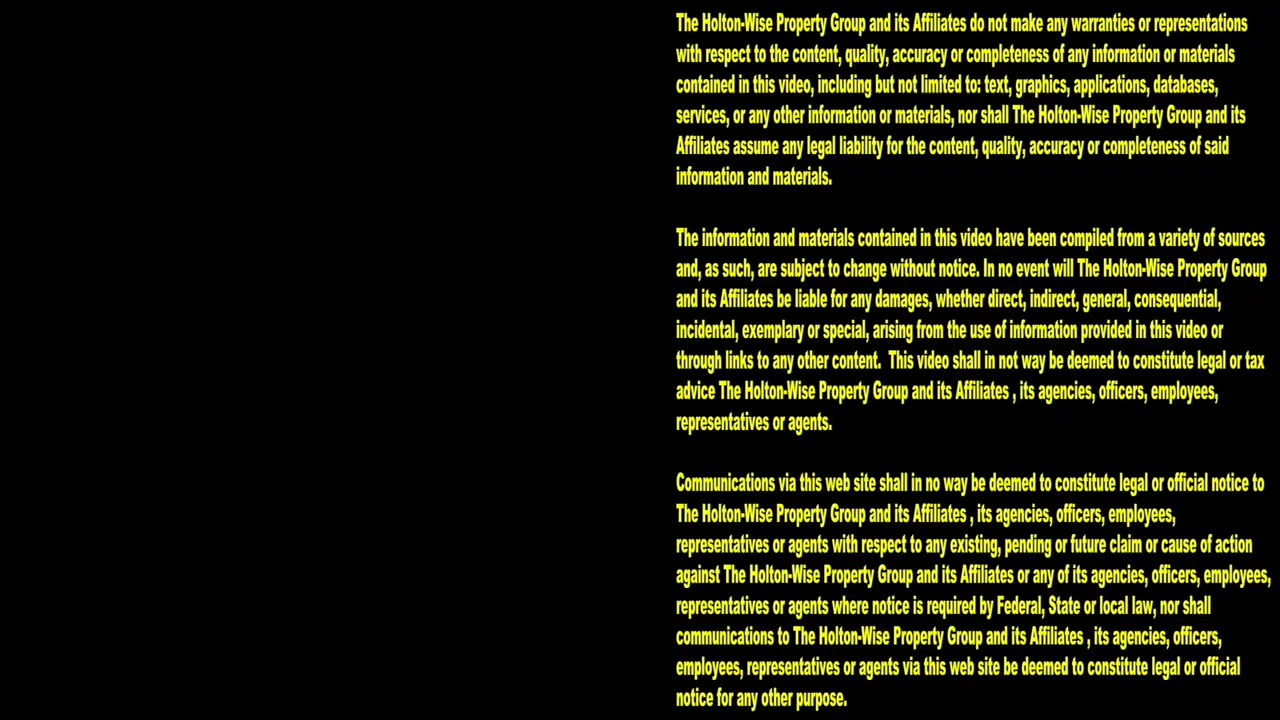 The Holton-Wise Property Group and its Affiliates do not make any warranties or representations
with respect to the content, quality, accuracy or completeness of any information or materials
contained in this video, including but not limited to: text, graphics, applications, databases,
services, or any other information or materials, nor shall The Holton-Wise Property Group and its
Affiliates assume any legal liability for the content, quality, accuracy or completeness of said
information and materials.
The information and materials contained in this video have been compiled from a variety of sources
and, as such, are subject to change without notice. In no event will The Holton-Wise Property Group
and its Affiliates be liable for any damages, whether direct, indirect, general, consequential,
incidental, exemplary or special, arising from the use of information provided in this video or
through links to any other content.  This video shall in not way be deemed to constitute legal or tax
advice The Holton-Wise Property Group and its Affiliates , its agencies, officers, employees,
representatives or agents.
Communications via this web site shall in no way be deemed to constitute legal or official notice to
The Holton-Wise Property Group and its Affiliates , its agencies, officers, employees,
representatives or agents with respect to any existing, pending or future claim or cause of action
against The Holton-Wise Property Group and its Affiliates or any of its agencies, officers, employees,
representatives or agents where notice is required by Federal, State or local law, nor shall
communications to The Holton-Wise Property Group and its Affiliates , its agencies, officers,
employees, representatives or agents via this web site be deemed to constitute legal or official
notice for any other purpose.